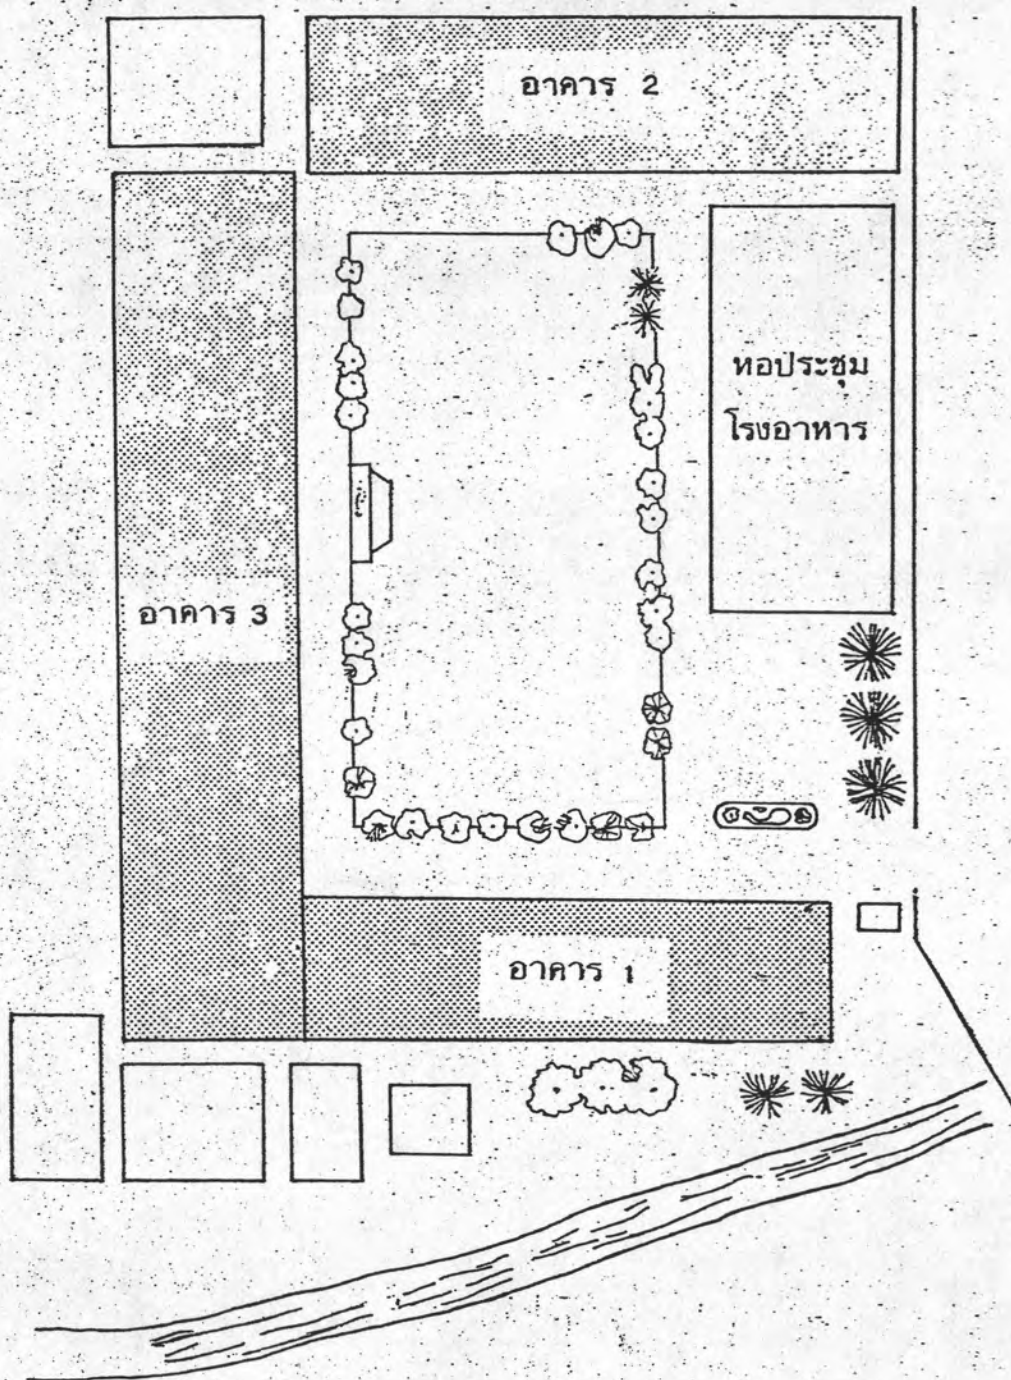 อาคาร 2
หอประชุม
โรงอาหาร
อาคาร 3
อาคาร 1